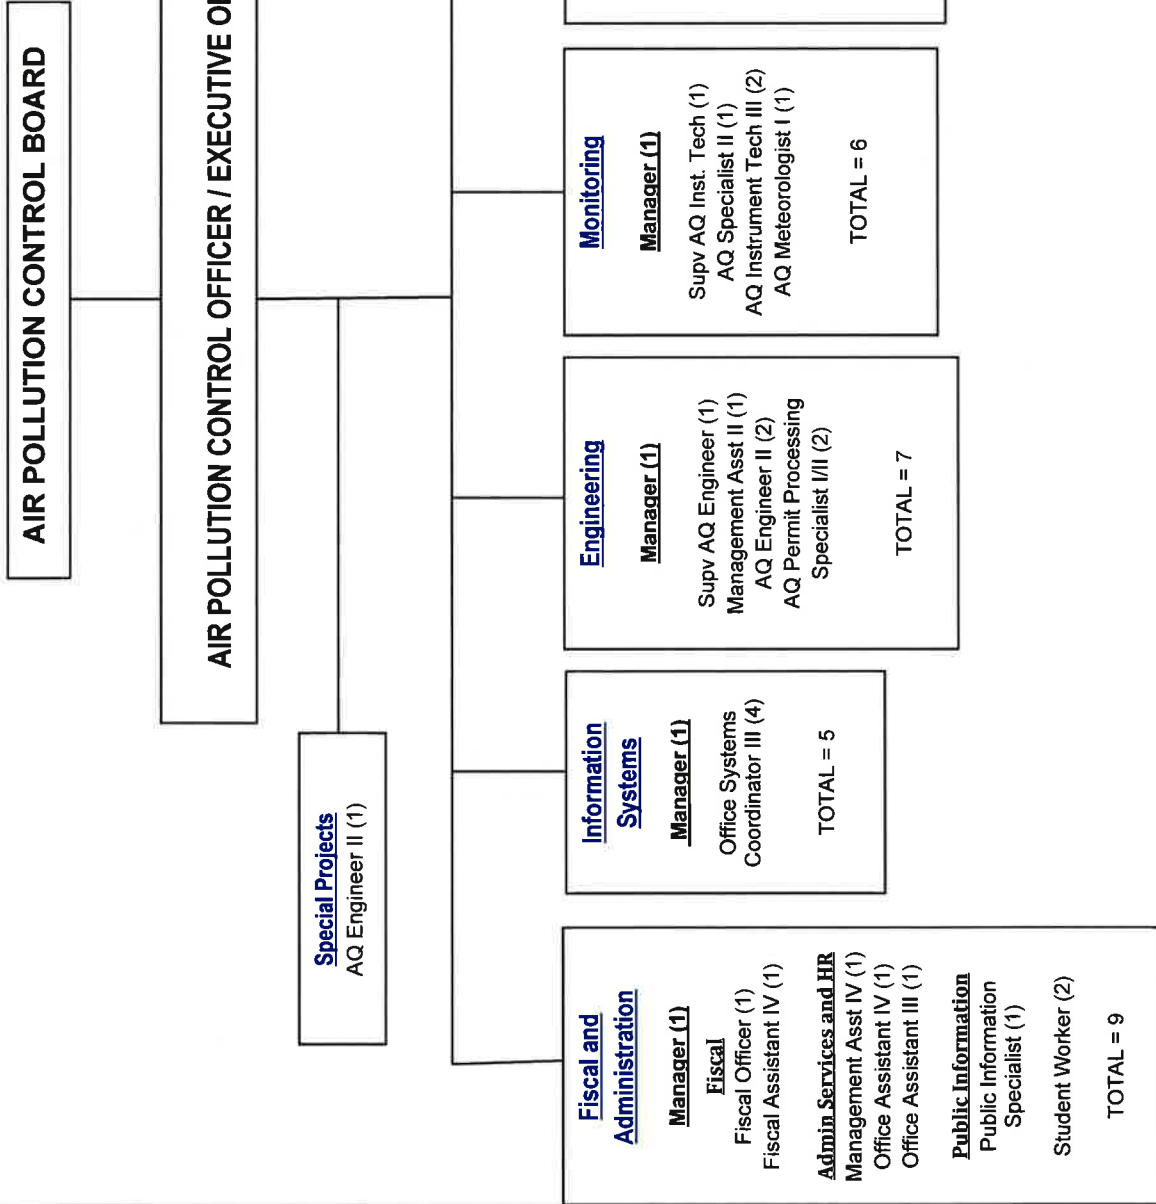 AIR POLLUTION CONTROL BOARD
AIR POLLUTION CONTROL OFFICER / EXECUTIVE
Special Projects
AQ Engineer II (1)
Fiscal and
Administration
Manager (1)
Fiscal
Fiscal Officer (1)
Fiscal Assistant IV (1)
Admin Services and HR
Management Asst IV (1)
Office Assistant IV (1)
Office Assistant III (1)
Public Information
Public Information
Specialist (1)
Student Worker (2)
TOTAL = 9
Information
Systems
Manager (1)
Office Systems
Coordinator III (4)
TOTAL = 5
Engineering
Manager (1)
Supv AQ Engineer (1)
Management Asst II (1)
AQ Engineer II (2)
AQ Permit Processing
Specialist I/II (2)
TOTAL = 7
Monitoring
Manager (1)
Supv AQ Inst. Tech (1)
AQ Specialist II (1)
AQ Instrument Tech III (2)
AQ Meteorologist I (1)
TOTAL = 6